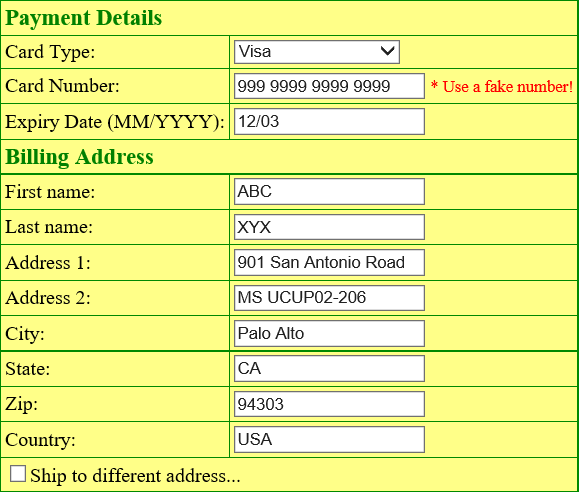 Payment Details
Card Type: Visa
Card Number: 999 9999 9999 9999 * Use a fake number!
Expiry Date (MM/YYYY): 12/03
Billing Address
First name: ABC
Last name: XYX
Address 1: 901 San Antonio Road
Address 2: MS UCUP02-206
City: Palo Alto
State: CA
Zip: 94303
Country: USA
Ship to different address...